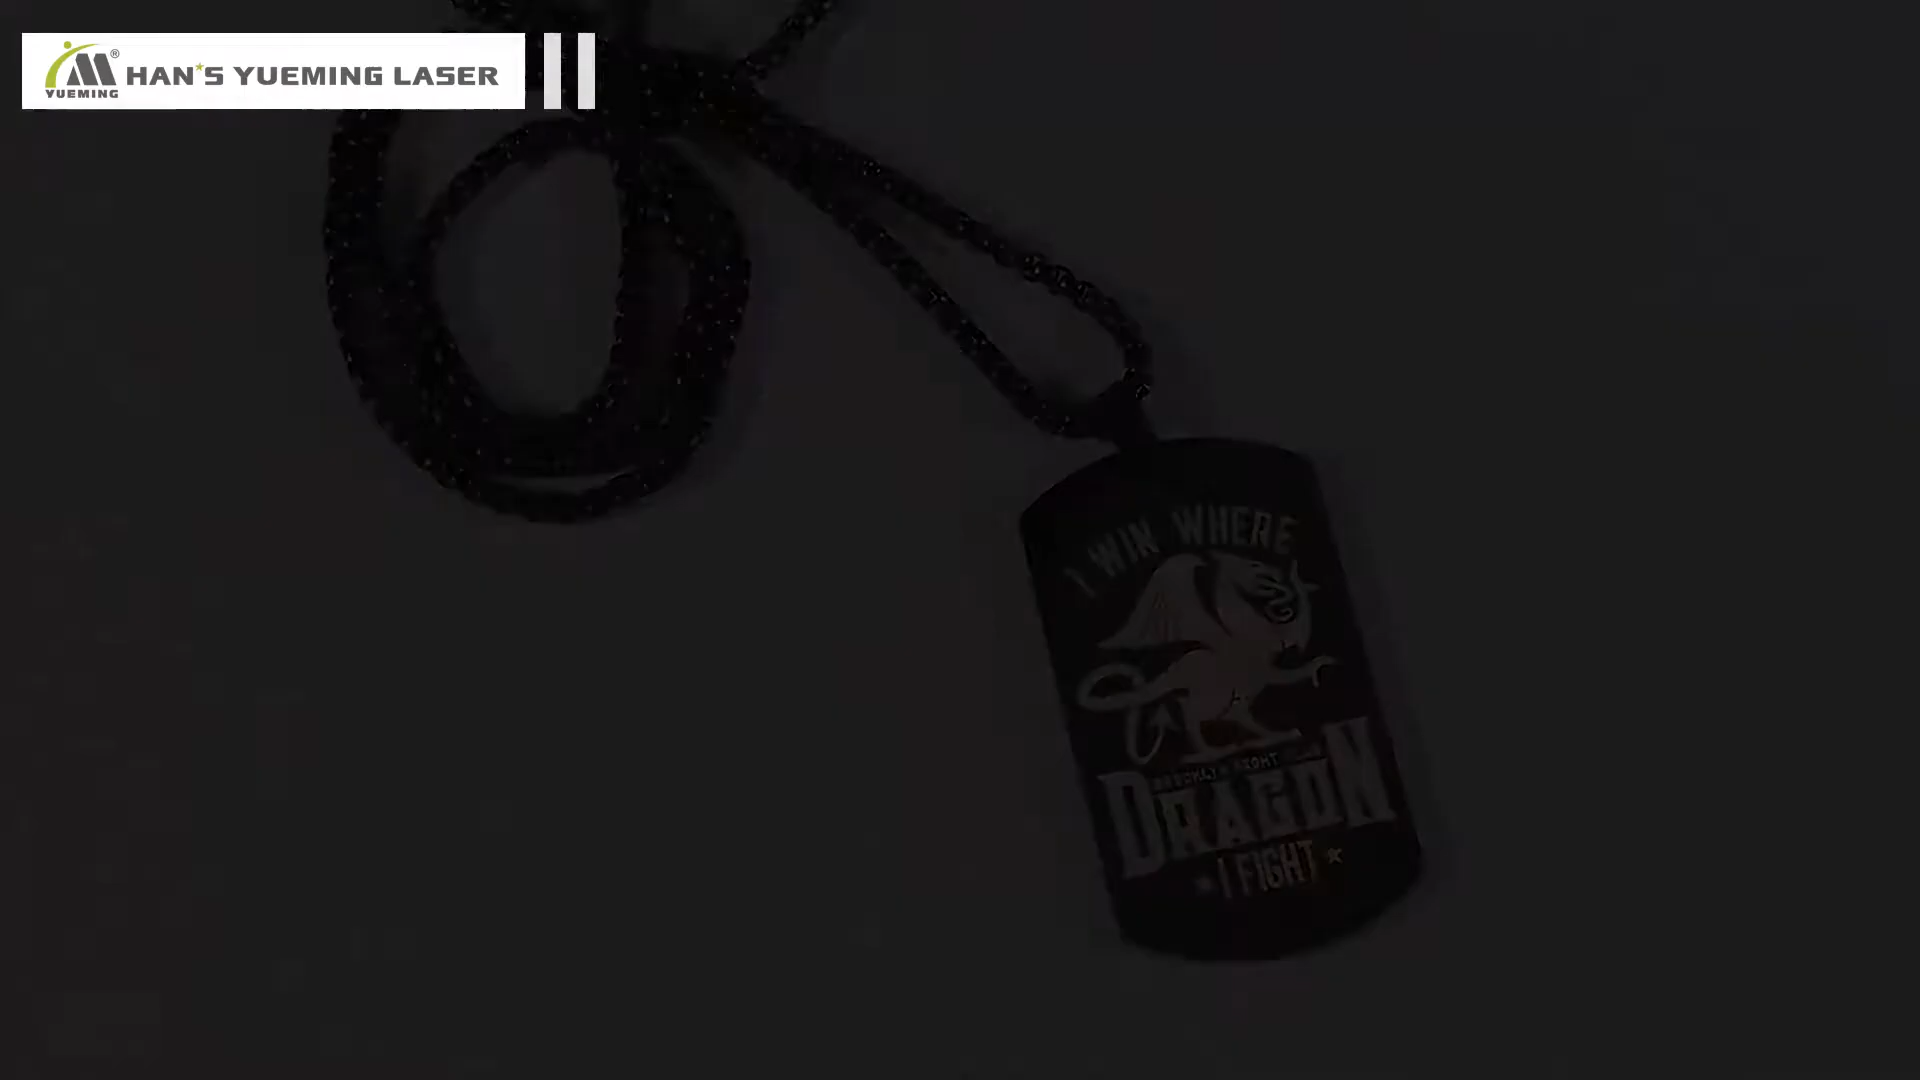 YUEMING®
HAN*S YUEMING LASER
I WIN WHERE
DRAGON
I FIGHT